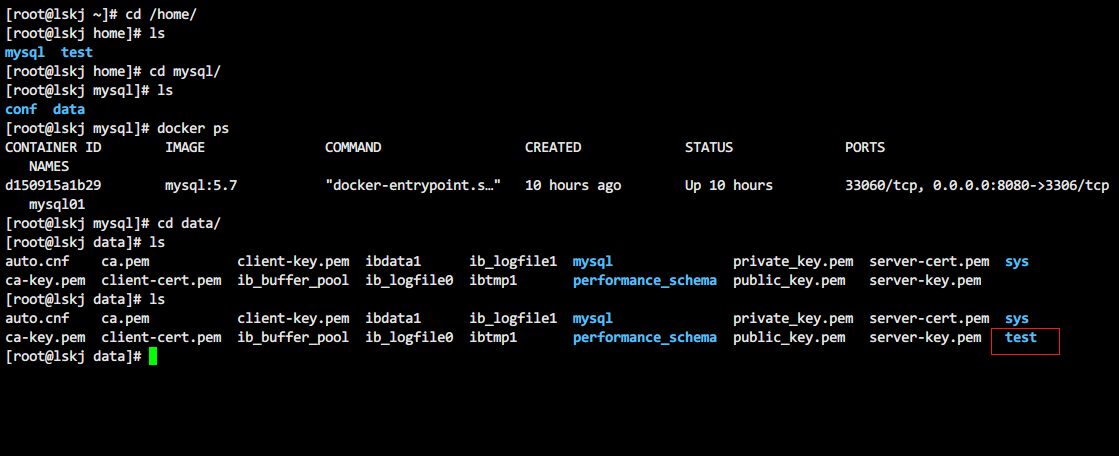 [root@lskj ~]# cd /home/
[root@lskj home]# ls
mysql  test
[root@lskj home]# cd mysql/
[root@lskj mysql]# ls
conf  data
[root@lskj mysql]# docker ps
CONTAINER ID        IMAGE               COMMAND                  CREATED             STATUS              PORTS
   NAMES
d150915a1b29        mysql:5.7           "docker-entrypoint.s…"   10 hours ago        Up 10 hours         33060/tcp, 0.0.0.0:8080->3306/tcp
   mysql01
[root@lskj mysql]# cd data/
[root@lskj data]# ls
auto.cnf    ca.pem           client-key.pem  ibdata1      ib_logfile1  mysql               private_key.pem  server-cert.pem  sys
ca-key.pem  client-cert.pem  ib_buffer_pool  ib_logfile0  ibtmp1       performance_schema  public_key.pem   server-key.pem
[root@lskj data]# ls
auto.cnf    ca.pem           client-key.pem  ibdata1      ib_logfile1  mysql               private_key.pem  server-cert.pem  sys
ca-key.pem  client-cert.pem  ib_buffer_pool  ib_logfile0  ibtmp1       performance_schema  public_key.pem   server-key.pem   test
[root@lskj data]#